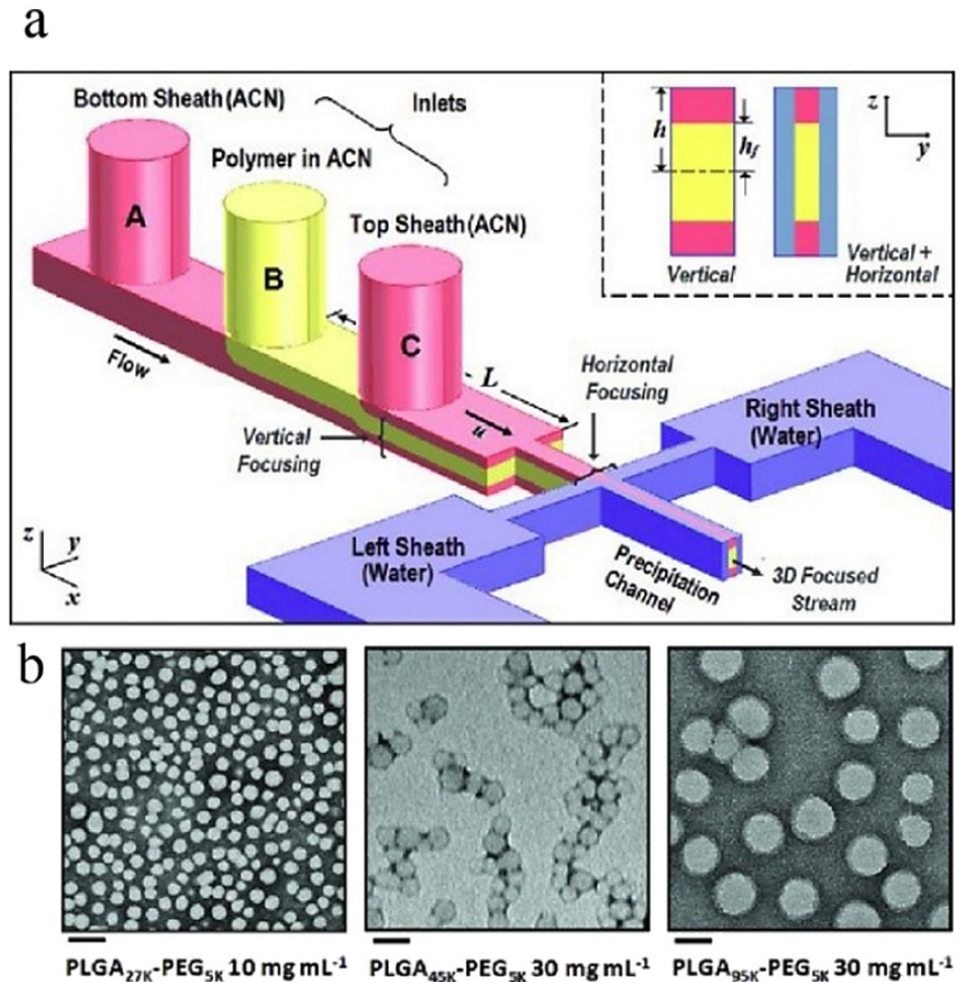 a
Bottom Sheath (ACN)
Inlets
Polymer in ACN
Top Sheath (ACN)
A
B
C
h
h_f
z
y
Vertical
Vertical +
Horizontal
Flow
L
u
Horizontal
Focusing
Vertical
Focusing
Right Sheath
(Water)
Left Sheath
(Water)
z
y
x
Precipitation
Channel
3D Focused
Stream
b
PLGA27K-PEG5K 10 mg mL-1
PLGA45K-PEG5K 30 mg mL-1
PLGA95K-PEG5K 30 mg mL-1